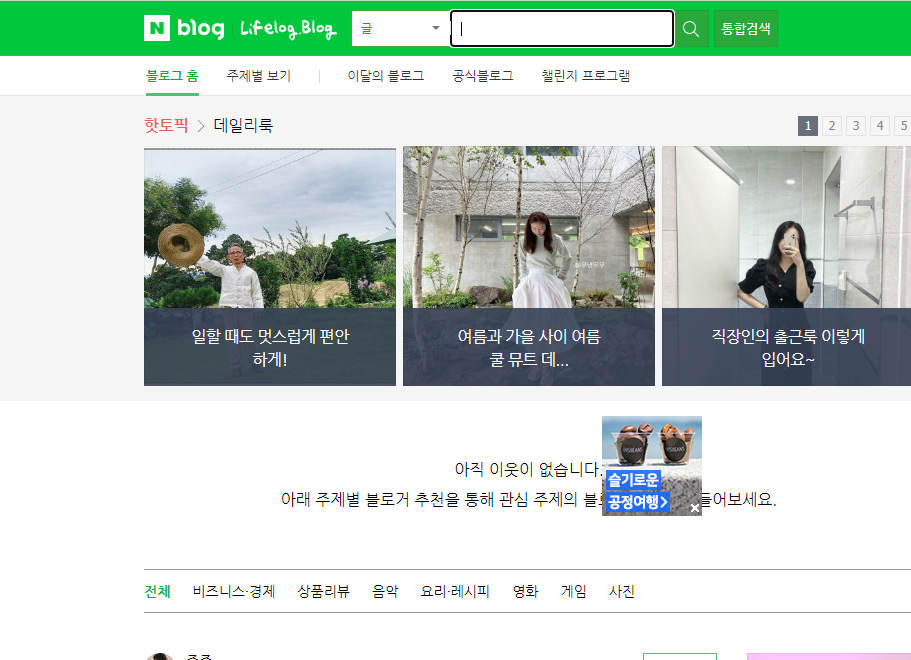 N blog Lifelog.Blog 글 통합검색
블로그 홈 주제별 보기 이달의 블로그 공식블로그 챌린지 프로그램
핫토픽 > 데일리룩 1 2 3 4 5
일할 때도 멋스럽게 편안
하게!
여름과 가을 사이 여름
쿨 뮤트 데...
직장인의 출근룩 이렇게
입어요~
아직 이웃이 없습니다.
아래 주제별 블로거 추천을 통해 관심 주제의 들어보세요.
슬기로운
공정여행>
전체 비즈니스·경제 상품리뷰 음악 요리·레시피 영화 게임 사진